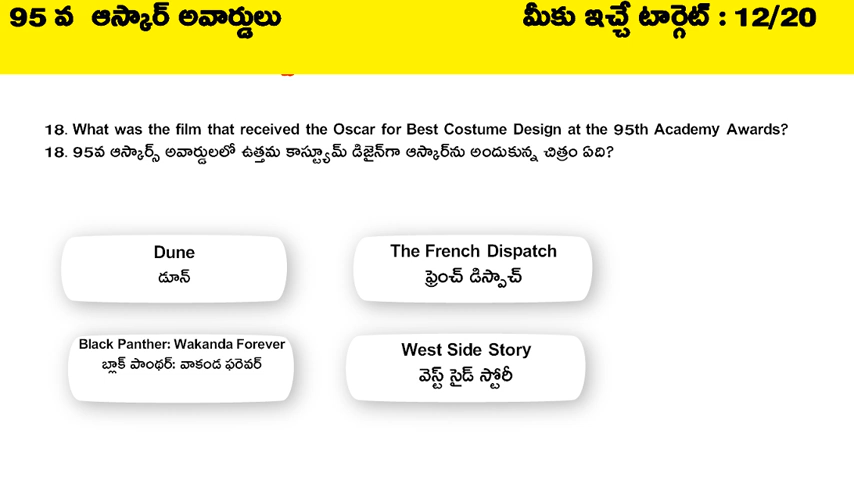 95 వ ఆస్కార్ అవార్డులు
మీకు ఇచ్చే టార్గెట్ : 12/20
18. What was the film that received the Oscar for Best Costume Design at the 95th Academy Awards?
18. 95వ ఆస్కార్స్ అవార్డులలో ఉత్తమ కాస్ట్యూమ్ డిజైన్‌గా ఆస్కార్‌ను అందుకున్న చిత్రం ఏది?
Dune
డూన్
The French Dispatch
ఫ్రెంచ్ డిస్పాచ్
Black Panther: Wakanda Forever
బ్లాక్ పాంథర్: వాకండ ఫరెవర్
West Side Story
వెస్ట్ సైడ్ స్టోరీ